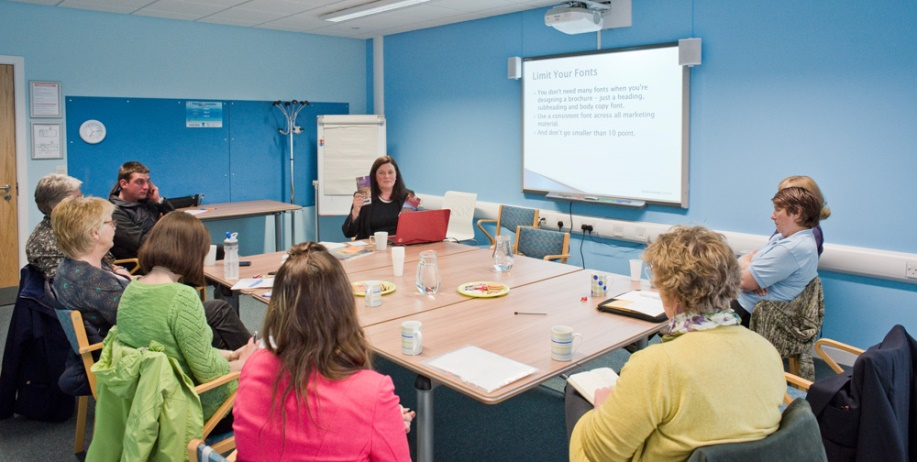 Limit Your Fonts
- You don't need many fonts when you're
designing a brochure - just a heading,
subheading and body copy font.
- Use a consistent font across all marketing
material.
- And don't go smaller than 10 point.